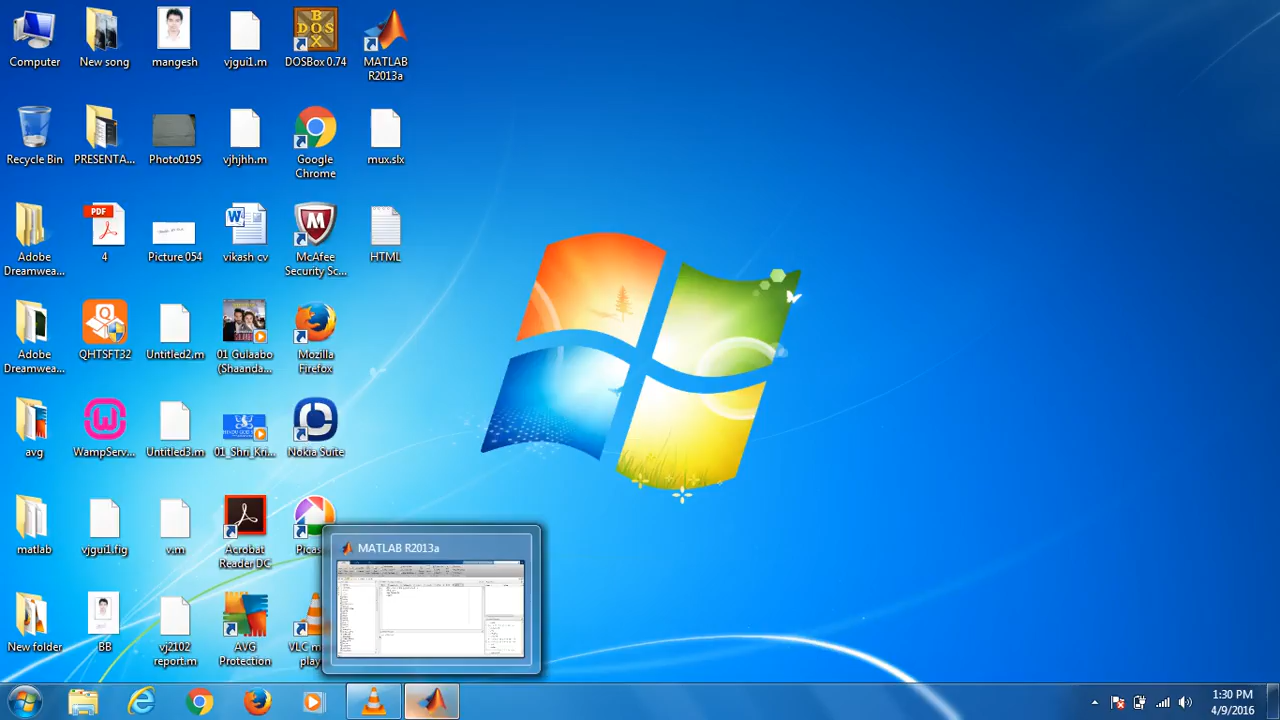 Computer
New song
mangesh
vjgui1.m
DOSBox 0.74
MATLAB
R2013a
Recycle Bin
PRESENTA...
Photo0195
vjhjhh.m
Google
Chrome
mux.slx
Adobe
Dreamwea...
4
Picture 054
vikash cv
McAfee
Security Sc...
HTML
Adobe
Dreamwea...
QHTSFT32
Untitled2.m
01 Gulaabo
(Shaanda...
Mozilla
Firefox
avg
WampServ...
Untitled3.m
01_Shri_Kri...
Nokia Suite
matlab
vjgui1.fig
v.m
Acrobat
Reader DC
Picas
MATLAB R2013a
New folder
BB
vj2102
report.m
AVG
Protection
VLC m
play
1:30 PM
4/9/2016